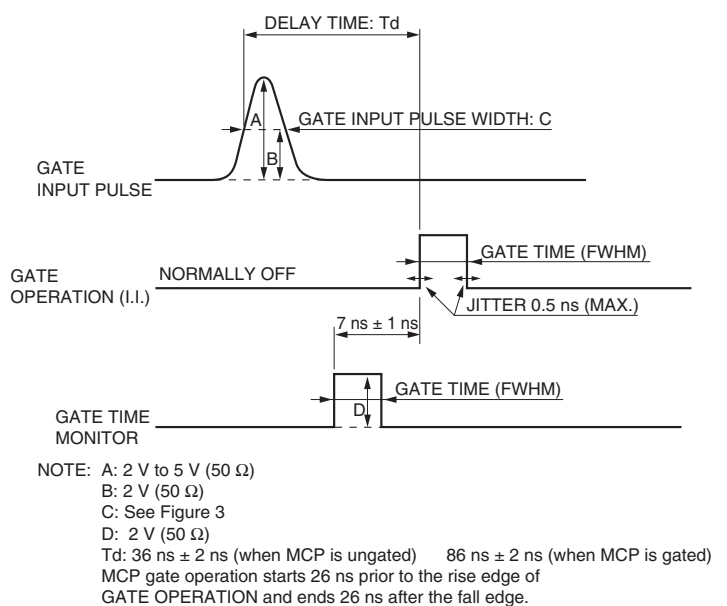 DELAY TIME: Td
A
GATE INPUT PULSE WIDTH: C
B
GATE
INPUT PULSE
GATE TIME (FWHM)
GATE
OPERATION (I.I.)
NORMALLY OFF
JITTER 0.5 ns (MAX.)
7 ns ± 1 ns
GATE TIME (FWHM)
D
GATE TIME
MONITOR
NOTE: A: 2 V to 5 V (50 Ω)
B: 2 V (50 Ω)
C: See Figure 3
D: 2 V (50 Ω)
Td: 36 ns ± 2 ns (when MCP is ungated) 86 ns ± 2 ns (when MCP is gated)
MCP gate operation starts 26 ns prior to the rise edge of
GATE OPERATION and ends 26 ns after the fall edge.